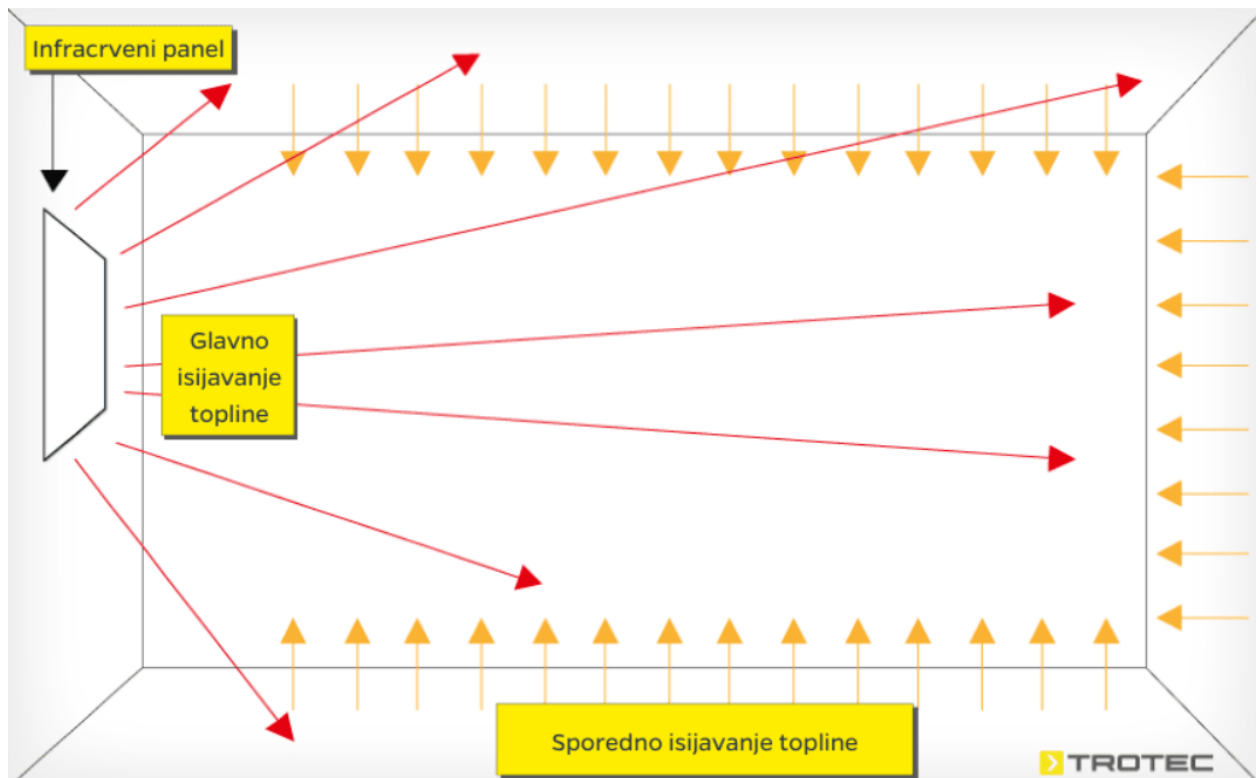 Infracrveni panel
Glavno
isijavanje
topline
Sporedno isijavanje topline
TROTEC